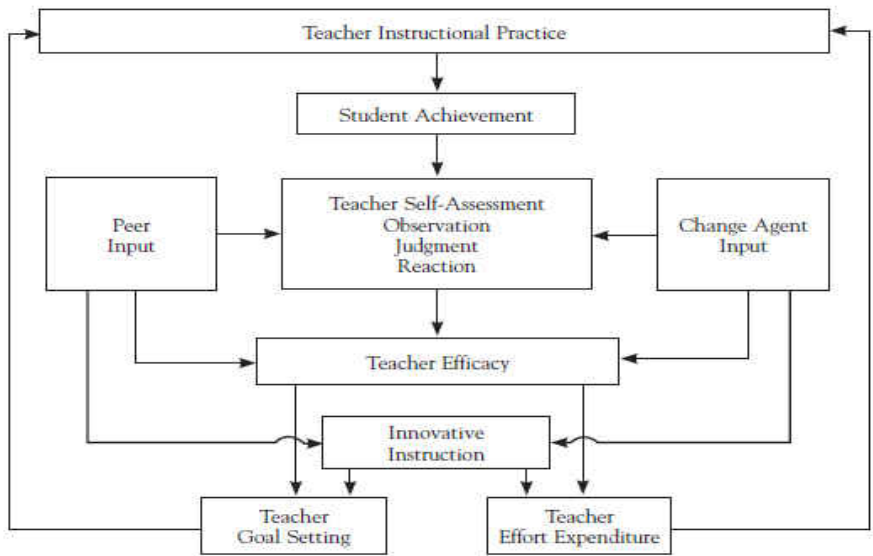 Teacher Instructional Practice
Student Achievement
Peer
Input
Teacher Self-Assessment
Observation
Judgment
Reaction
Change Agent
Input
Teacher Efficacy
Innovative
Instruction
Teacher
Goal Setting
Teacher
Effort Expenditure